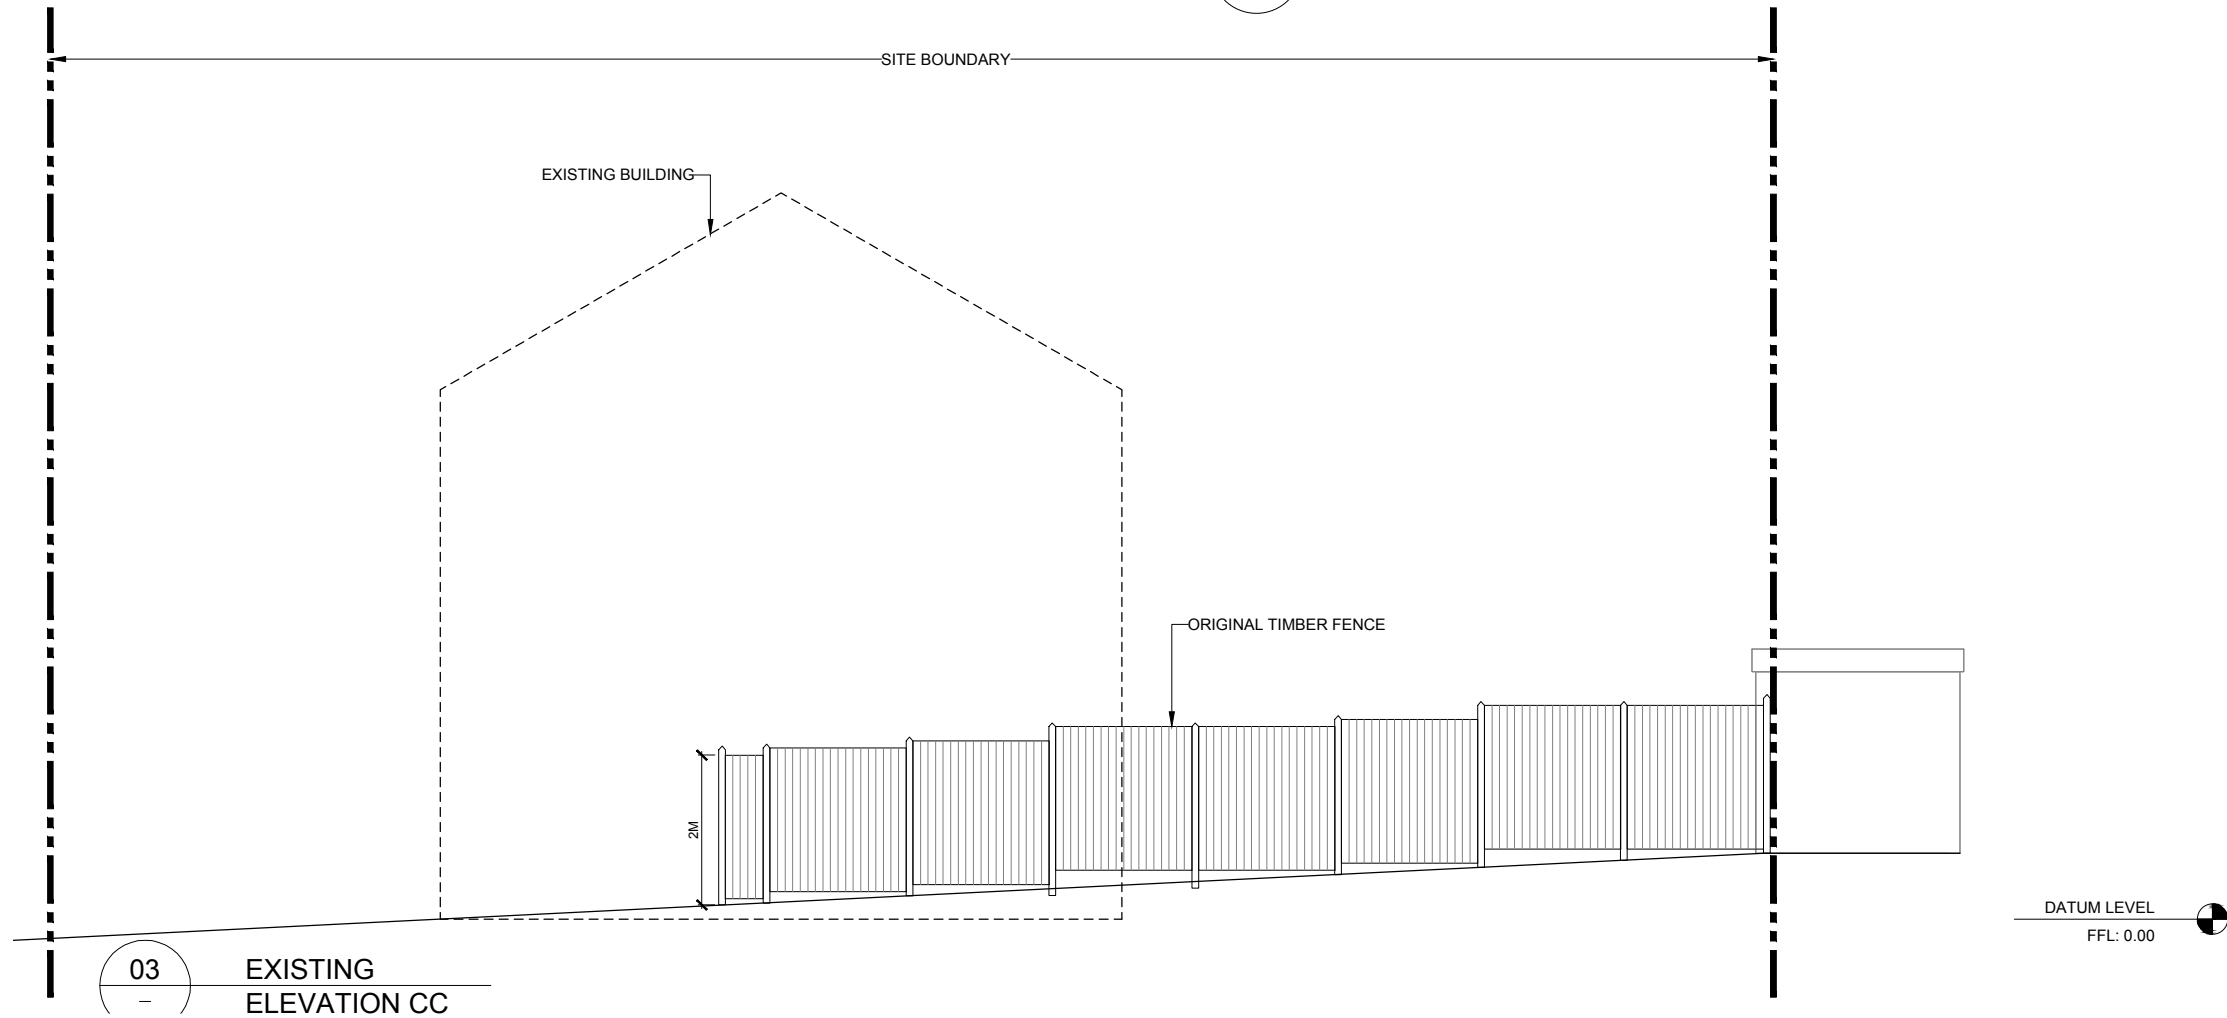 SITE BOUNDARY
EXISTING BUILDING
ORIGINAL TIMBER FENCE
2M
DATUM LEVEL
FFL: 0.00
03
EXISTING
–
ELEVATION CC